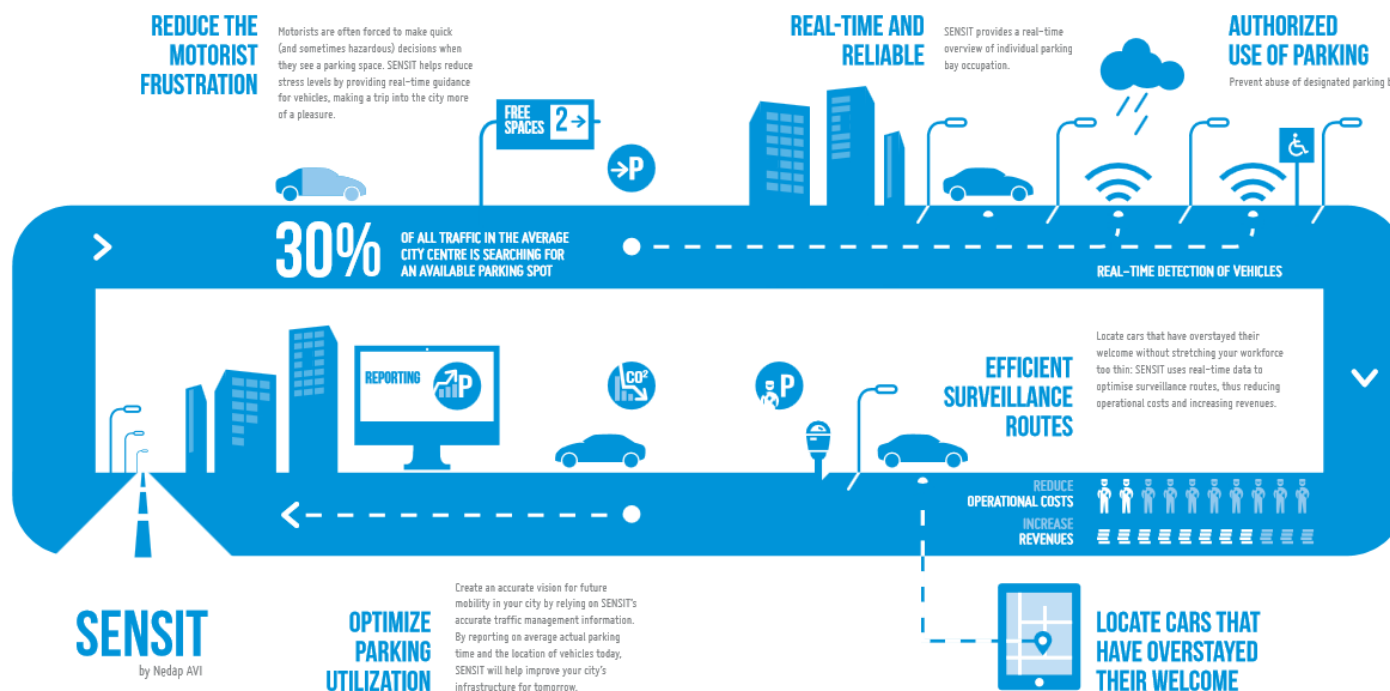 REDUCE THE
MOTORIST
FRUSTRATION
Motorists are often forced to make quick
(and sometimes hazardous) decisions when
they see a parking space. SENSIT helps reduce
stress levels by providing real-time guidance
for vehicles, making a trip into the city more
of a pleasure.
FREE
SPACES
2
P
REAL-TIME AND
RELIABLE
SENSIT provides a real-time
overview of individual parking
bay occupation.
AUTHORIZED
USE OF PARKING
Prevent abuse of designated parking
30%
OF ALL TRAFFIC IN THE AVERAGE
CITY CENTRE IS SEARCHING FOR
AN AVAILABLE PARKING SPOT
REAL-TIME DETECTION OF VEHICLES
REPORTING
P
CO²
P
EFFICIENT
SURVEILLANCE
ROUTES
Locate cars that have overstayed their
welcome without stretching your workforce
too thin: SENSIT uses real-time data to
optimise surveillance routes, thus reducing
operational costs and increasing revenues.
REDUCE
OPERATIONAL COSTS
INCREASE
REVENUES
SENSIT
by Nedap AVI
OPTIMIZE
PARKING
UTILIZATION
Create an accurate vision for future
mobility in your city by relying on SENSIT's
accurate traffic management information.
By reporting on average actual parking
time and the location of vehicles today,
SENSIT will help improve your city's
infrastructure for tomorrow.
LOCATE CARS THAT
HAVE OVERSTAYED
THEIR WELCOME